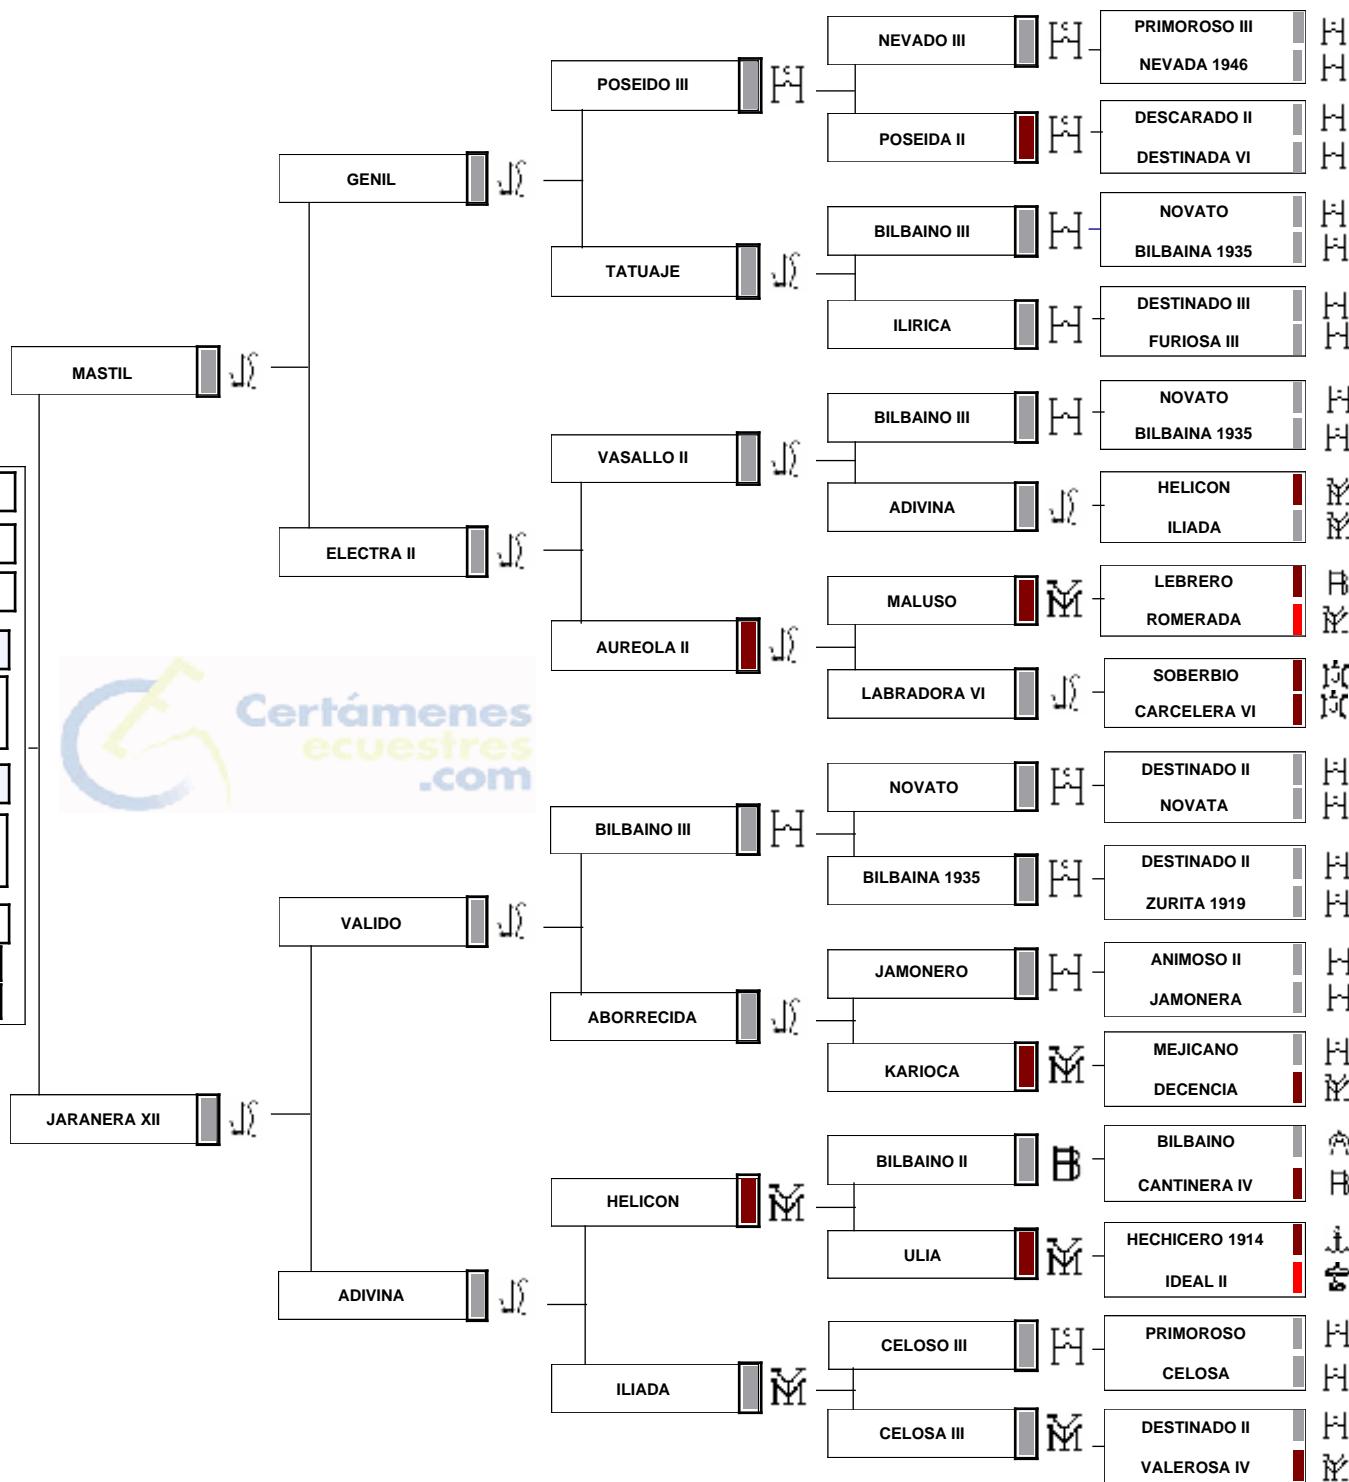 MASTIL
JARANERA XII
GENIL
ELECTRA II
VALIDO
ADIVINA
POSEIDO III
TATUAJE
VASALLO II
AUREOLA II
BILBAINO III
ABORRECIDA
HELICON
ILIADA
NEVADO III
POSEIDA II
BILBAINO III
ILIRICA
BILBAINO III
ADIVINA
MALUSO
LABRADORA VI
NOVATO
BILBAINA 1935
JAMONERO
KARIOCA
BILBAINO II
ULIA
CELOSO III
CELOSA III
PRIMOROSO III
NEVADA 1946
DESCARADO II
DESTINADA VI
NOVATO
BILBAINA 1935
DESTINADO III
FURIOSA III
NOVATO
BILBAINA 1935
HELICON
ILIADA
LEBRERO
ROMERADA
SOBERBIO
CARCELERA VI
DESTINADO II
NOVATA
DESTINADO II
ZURITA 1919
ANIMOSO II
JAMONERA
MEJICANO
DECENCIA
BILBAINO
CANTINERA IV
HECHICERO 1914
IDEAL II
PRIMOROSO
CELOSA
DESTINADO II
VALEROSA IV
Certámenes
ecuestres
.com